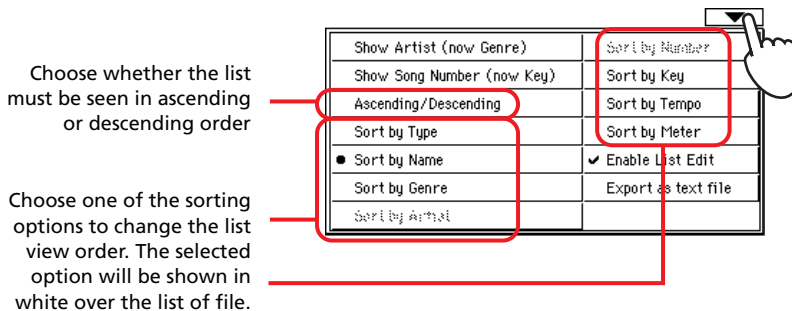 Choose whether the list
must be seen in ascending
or descending order
Choose one of the sorting
options to change the list
view order. The selected
option will be shown in
white over the list of file.
Show Artist (now Genre)
Show Song Number (now Key)
Ascending/Descending
Sort by Type
Sort by Name
Sort by Genre
Sort by Artist
Sort by Number
Sort by Key
Sort by Tempo
Sort by Meter
Enable List Edit
Export as text file